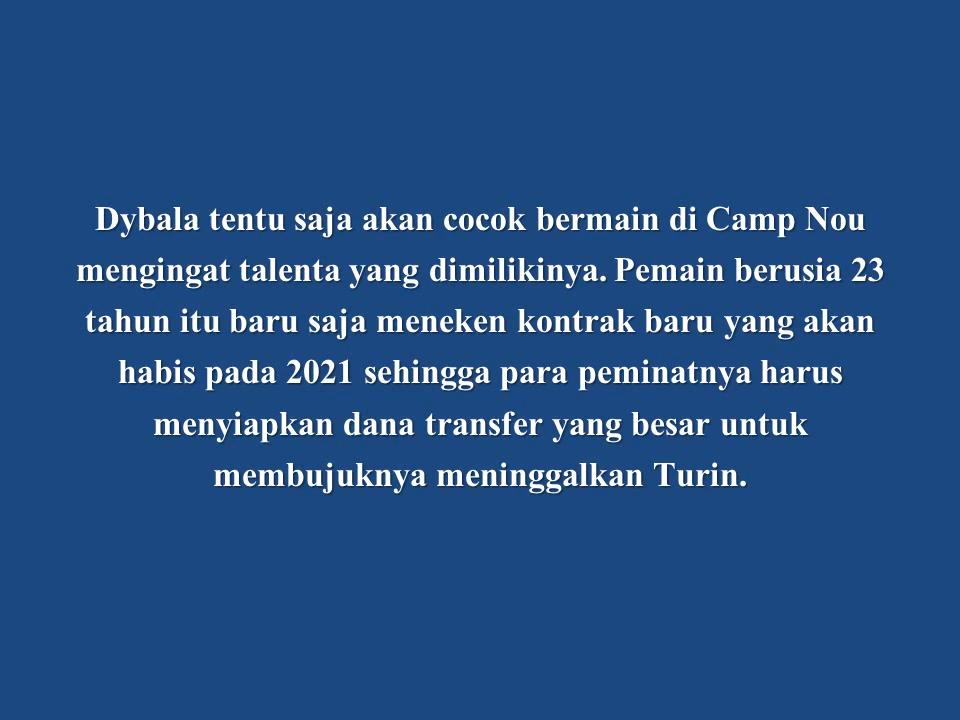 Dybala tentu saja akan cocok bermain di Camp Nou
mengingat talenta yang dimilikinya. Pemain berusia 23
tahun itu baru saja meneken kontrak baru yang akan
habis pada 2021 sehingga para peminatnya harus
menyiapkan dana transfer yang besar untuk
membujuknya meninggalkan Turin.